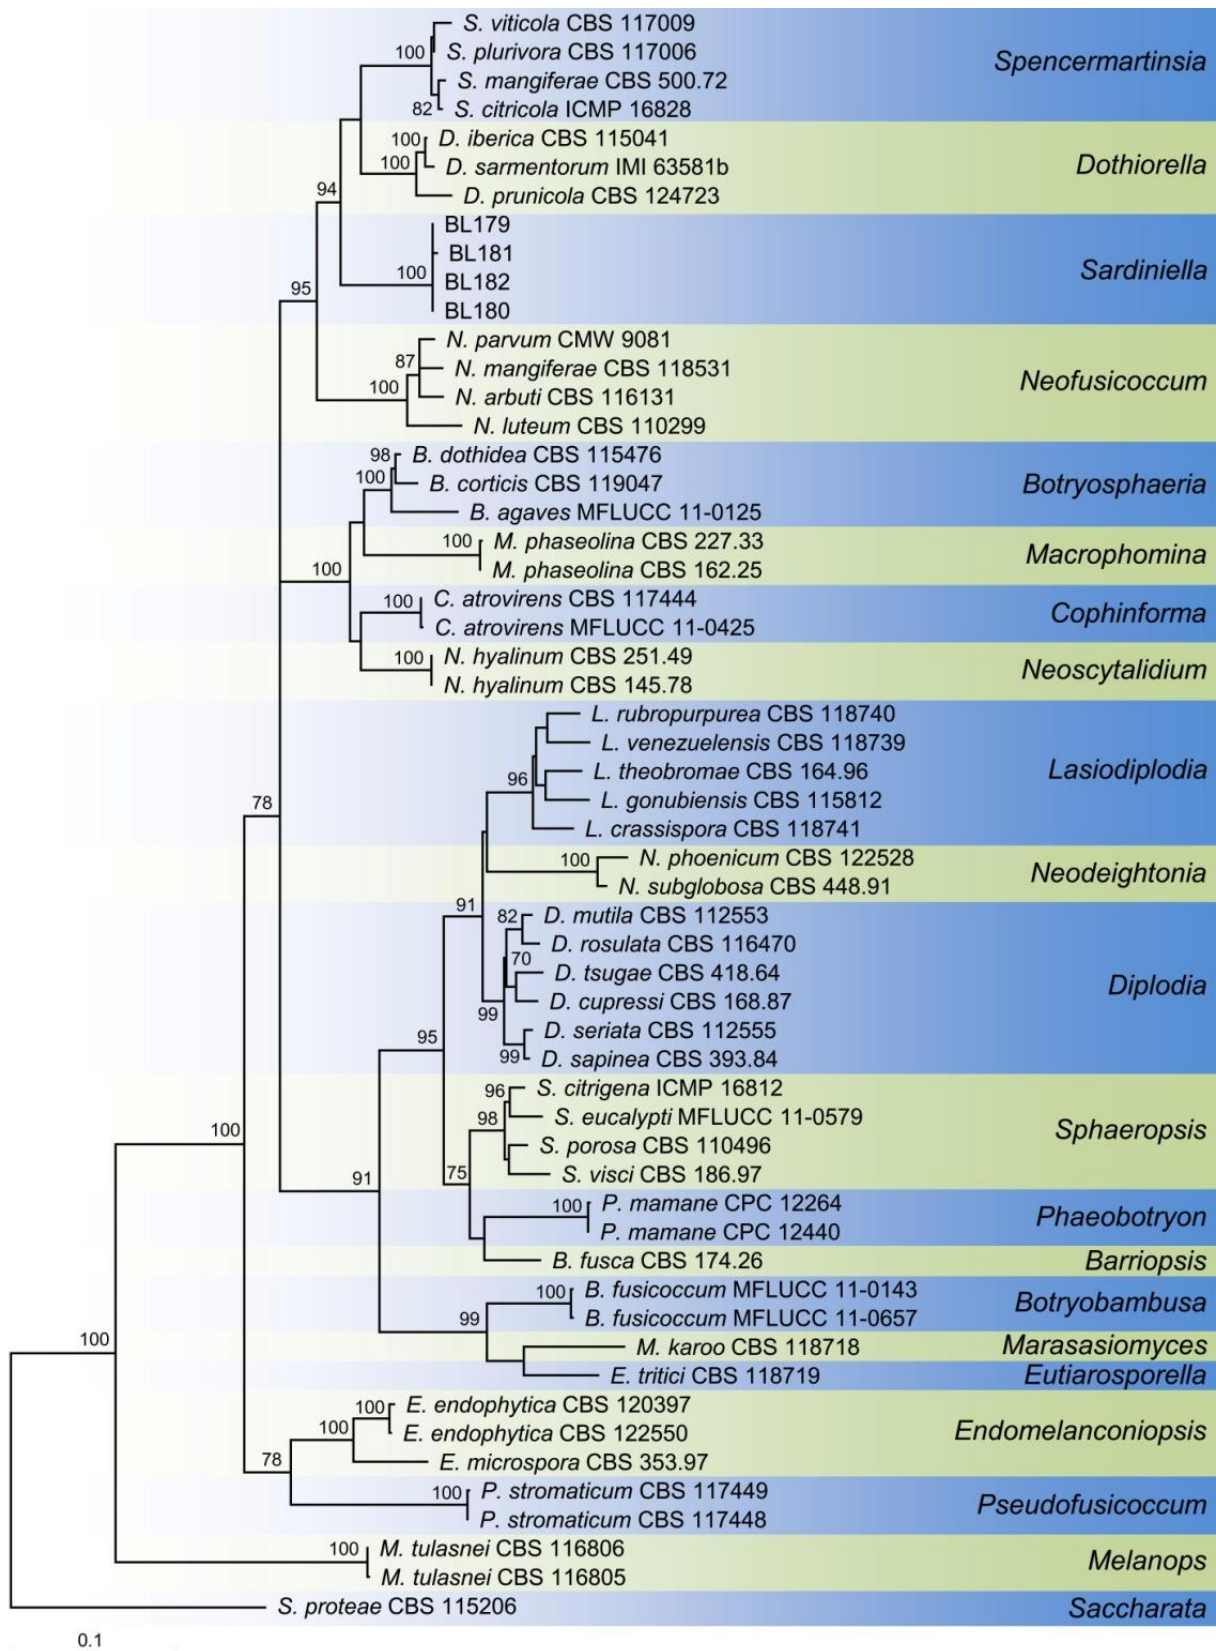 S. viticola CBS 117009
100
S. plurivora CBS 117006
Spencermartinsia
S. mangiferae CBS 500.72
82
S. citricola ICMP 16828
100
D. iberica CBS 115041
100
D. sarmentorum IMI 63581b
Dothiorella
94
D. prunicola CBS 124723
BL179
BL181
100
Sardiniella
BL182
95
BL180
N. parvum CMW 9081
87
N. mangiferae CBS 118531
Neofusicoccum
100
N. arbuti CBS 116131
N. luteum CBS 110299
98
B. dothidea CBS 115476
100
B. corticis CBS 119047
Botryosphaeria
B. agaves MFLUCC 11-0125
100
M. phaseolina CBS 227.33
Macrophomina
100
M. phaseolina CBS 162.25
100
C. atrovirens CBS 117444
Cophinforma
C. atrovirens MFLUCC 11-0425
100
N. hyalinum CBS 251.49
Neoscytalidium
N. hyalinum CBS 145.78
L. rubropurpurea CBS 118740
L. venezuelensis CBS 118739
96
L. theobromae CBS 164.96
Lasiodiplodia
78
L. gonubiensis CBS 115812
L. crassispora CBS 118741
100
N. phoenicum CBS 122528
Neodeightonia
N. subglobosa CBS 448.91
91
82
D. mutila CBS 112553
D. rosulata CBS 116470
70
D. tsugae CBS 418.64
Diplodia
D. cupressi CBS 168.87
99
95
D. seriata CBS 112555
99
D. sapinea CBS 393.84
96
S. citrigena ICMP 16812
98
S. eucalypti MFLUCC 11-0579
Sphaeropsis
100
S. porosa CBS 110496
75
S. visci CBS 186.97
91
100
P. mamane CPC 12264
Phaeobotryon
P. mamane CPC 12440
B. fusca CBS 174.26
Barriopsis
100
B. fusicoccum MFLUCC 11-0143
Botryobambusa
B. fusicoccum MFLUCC 11-0657
99
100
M. karoo CBS 118718
Marasasiomyces
E. tritici CBS 118719
Eutiarosporella
100
E. endophytica CBS 120397
100
E. endophytica CBS 122550
Endomelanconiopsis
78
E. microspora CBS 353.97
100
P. stromaticum CBS 117449
Pseudofusicoccum
P. stromaticum CBS 117448
100
M. tulasnei CBS 116806
Melanops
M. tulasnei CBS 116805
S. proteae CBS 115206
Saccharata
0.1